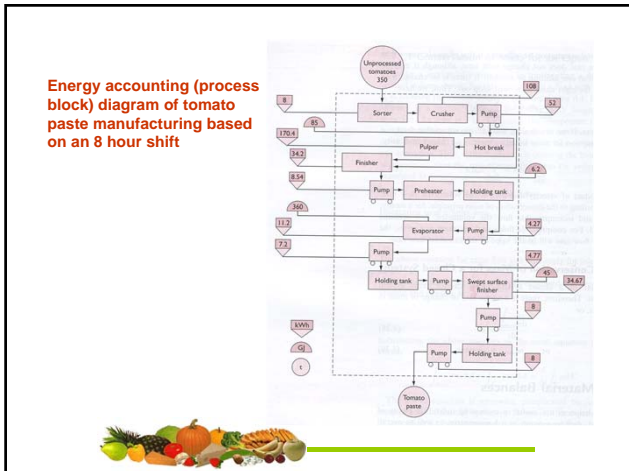 Energy accounting (process
block) diagram of tomato
paste manufacturing based
on an 8 hour shift
Unprocessed
tomatoes
350
108
8
Sorter
Crusher
Pump
52
85
170.4
Pulper
Hot break
34.2
Finisher
6.2
8.54
Pump
Preheater
Holding tank
360
11.2
Evaporator
Pump
4.27
7.2
Pump
4.77
Holding tank
Pump
Swept surface
finisher
45
34.67
Pump
8
kWh
GJ
t
Pump
Holding tank
8
Tomato
paste
Material Balances